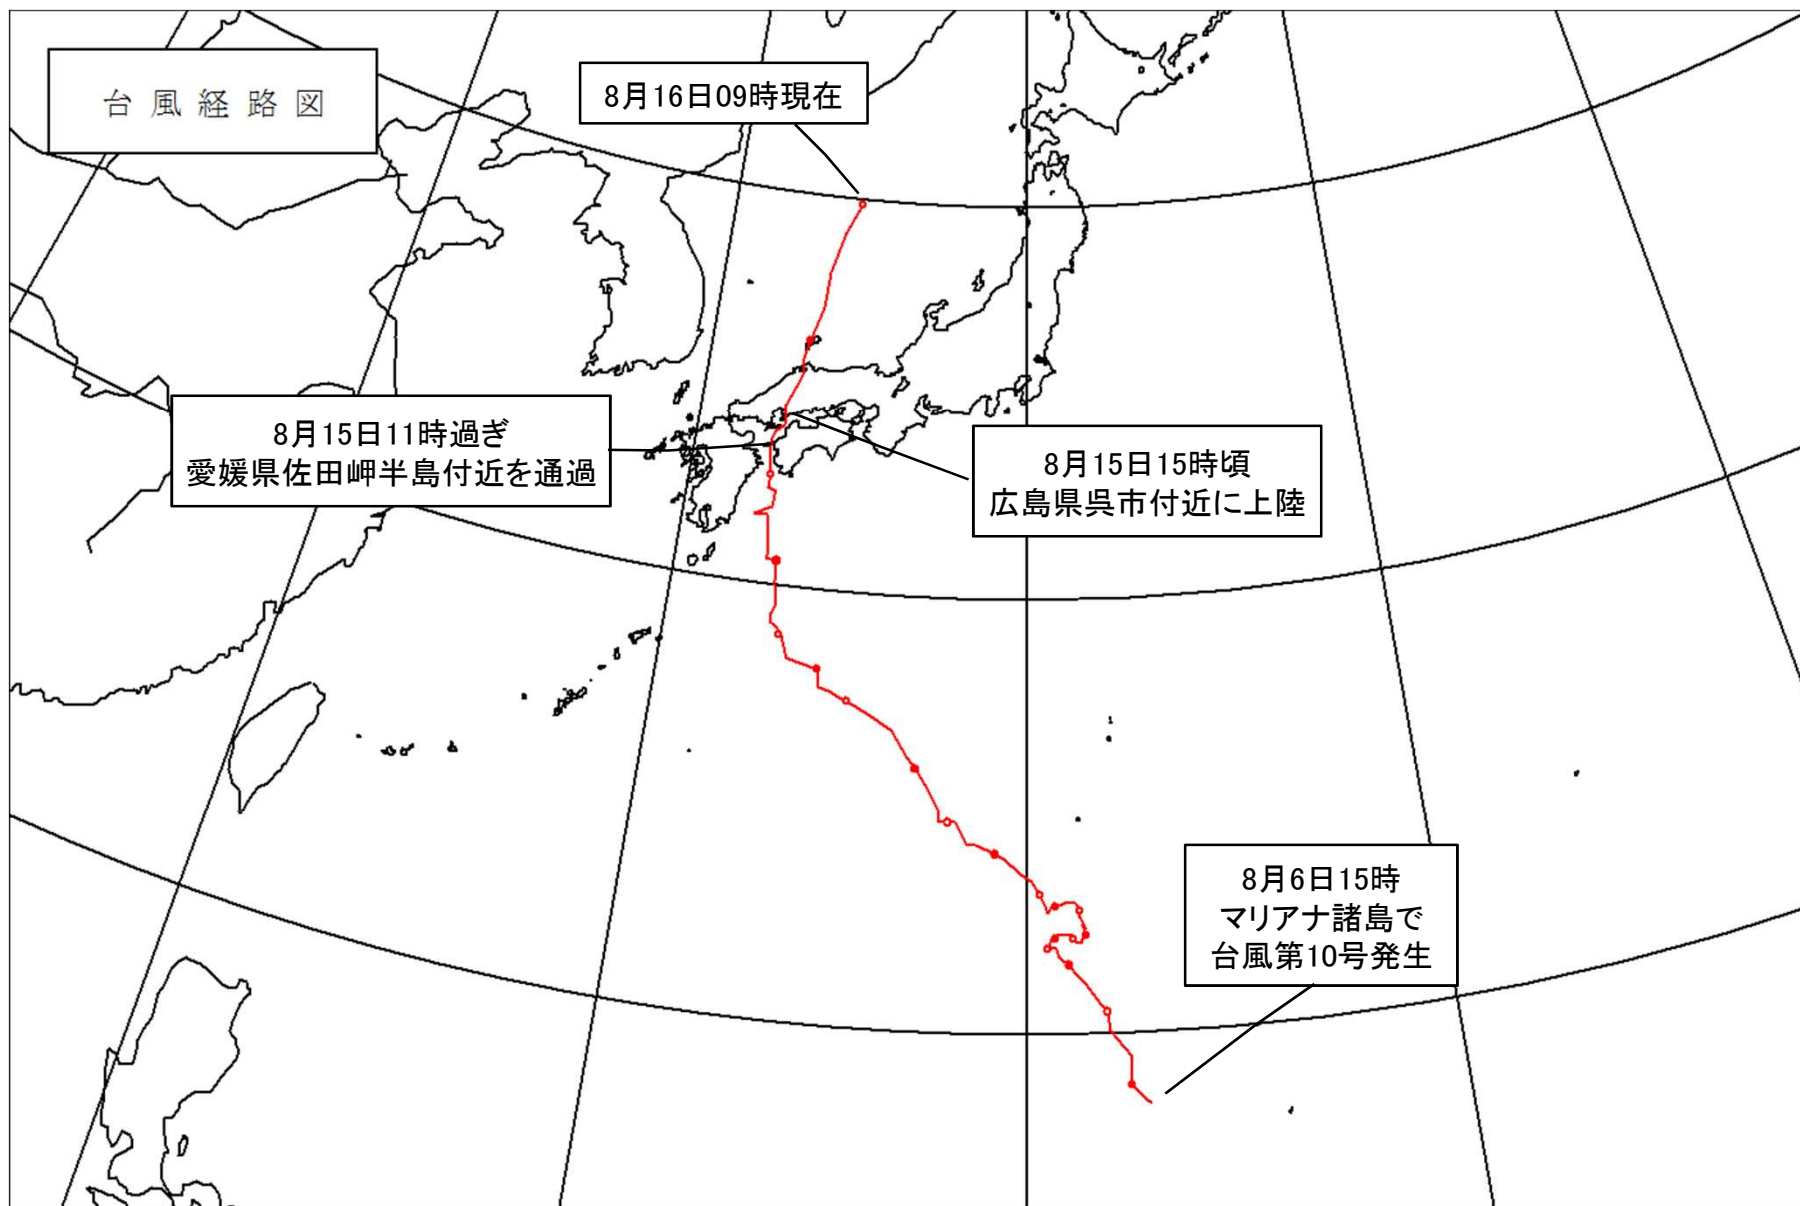 台風経路図
8月16日09時現在
8月15日11時過ぎ
愛媛県佐田岬半島付近を通過
8月15日15時頃
広島県呉市付近に上陸
8月6日15時
マリアナ諸島で
台風第10号発生